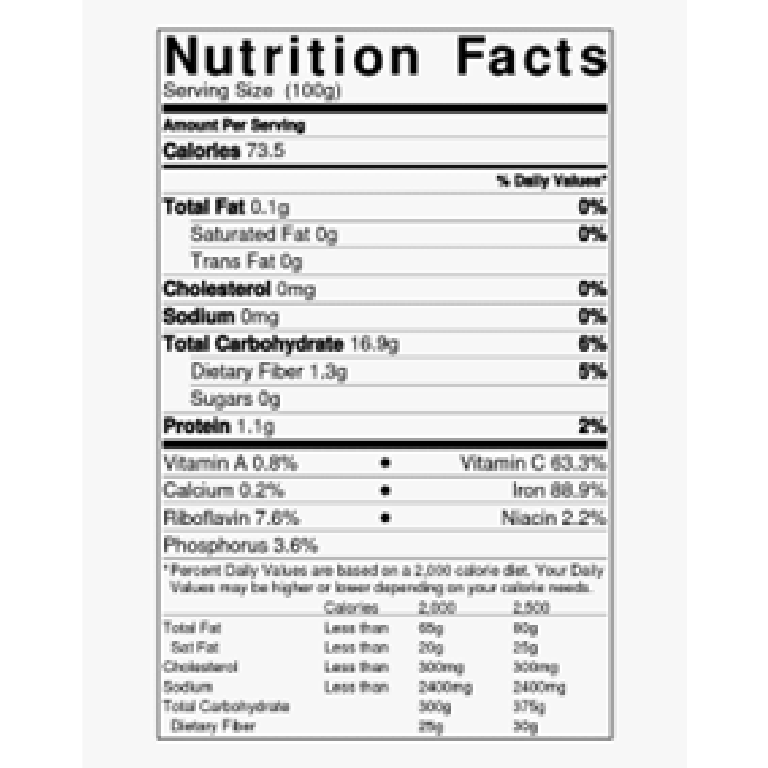 Nutrition Facts
Serving Size (100g)
Amount Per Serving
Calories 73.5
% Daily Values*
Total Fat 0.1g 0%
Saturated Fat 0g 0%
Trans Fat 0g
Cholesterol 0mg 0%
Sodium 0mg 0%
Total Carbohydrate 16.9g 6%
Dietary Fiber 1.3g 5%
Sugars 0g
Protein 1.1g 2%
Vitamin A 0.8% • Vitamin C 63.3%
Calcium 0.2% • Iron 88.9%
Riboflavin 7.6% • Niacin 2.2%
Phosphorus 3.6%
*Percent Daily Values are based on a 2,000 calorie diet. Your Daily
Values may be higher or lower depending on your calorie needs.
Calories 2,000 2,500
Total Fat Less than 65g 80g
Sat Fat Less than 20g 25g
Cholesterol Less than 300mg 300mg
Sodium Less than 2400mg 2400mg
Total Carbohydrate 300g 375g
Dietary Fiber 25g 30g